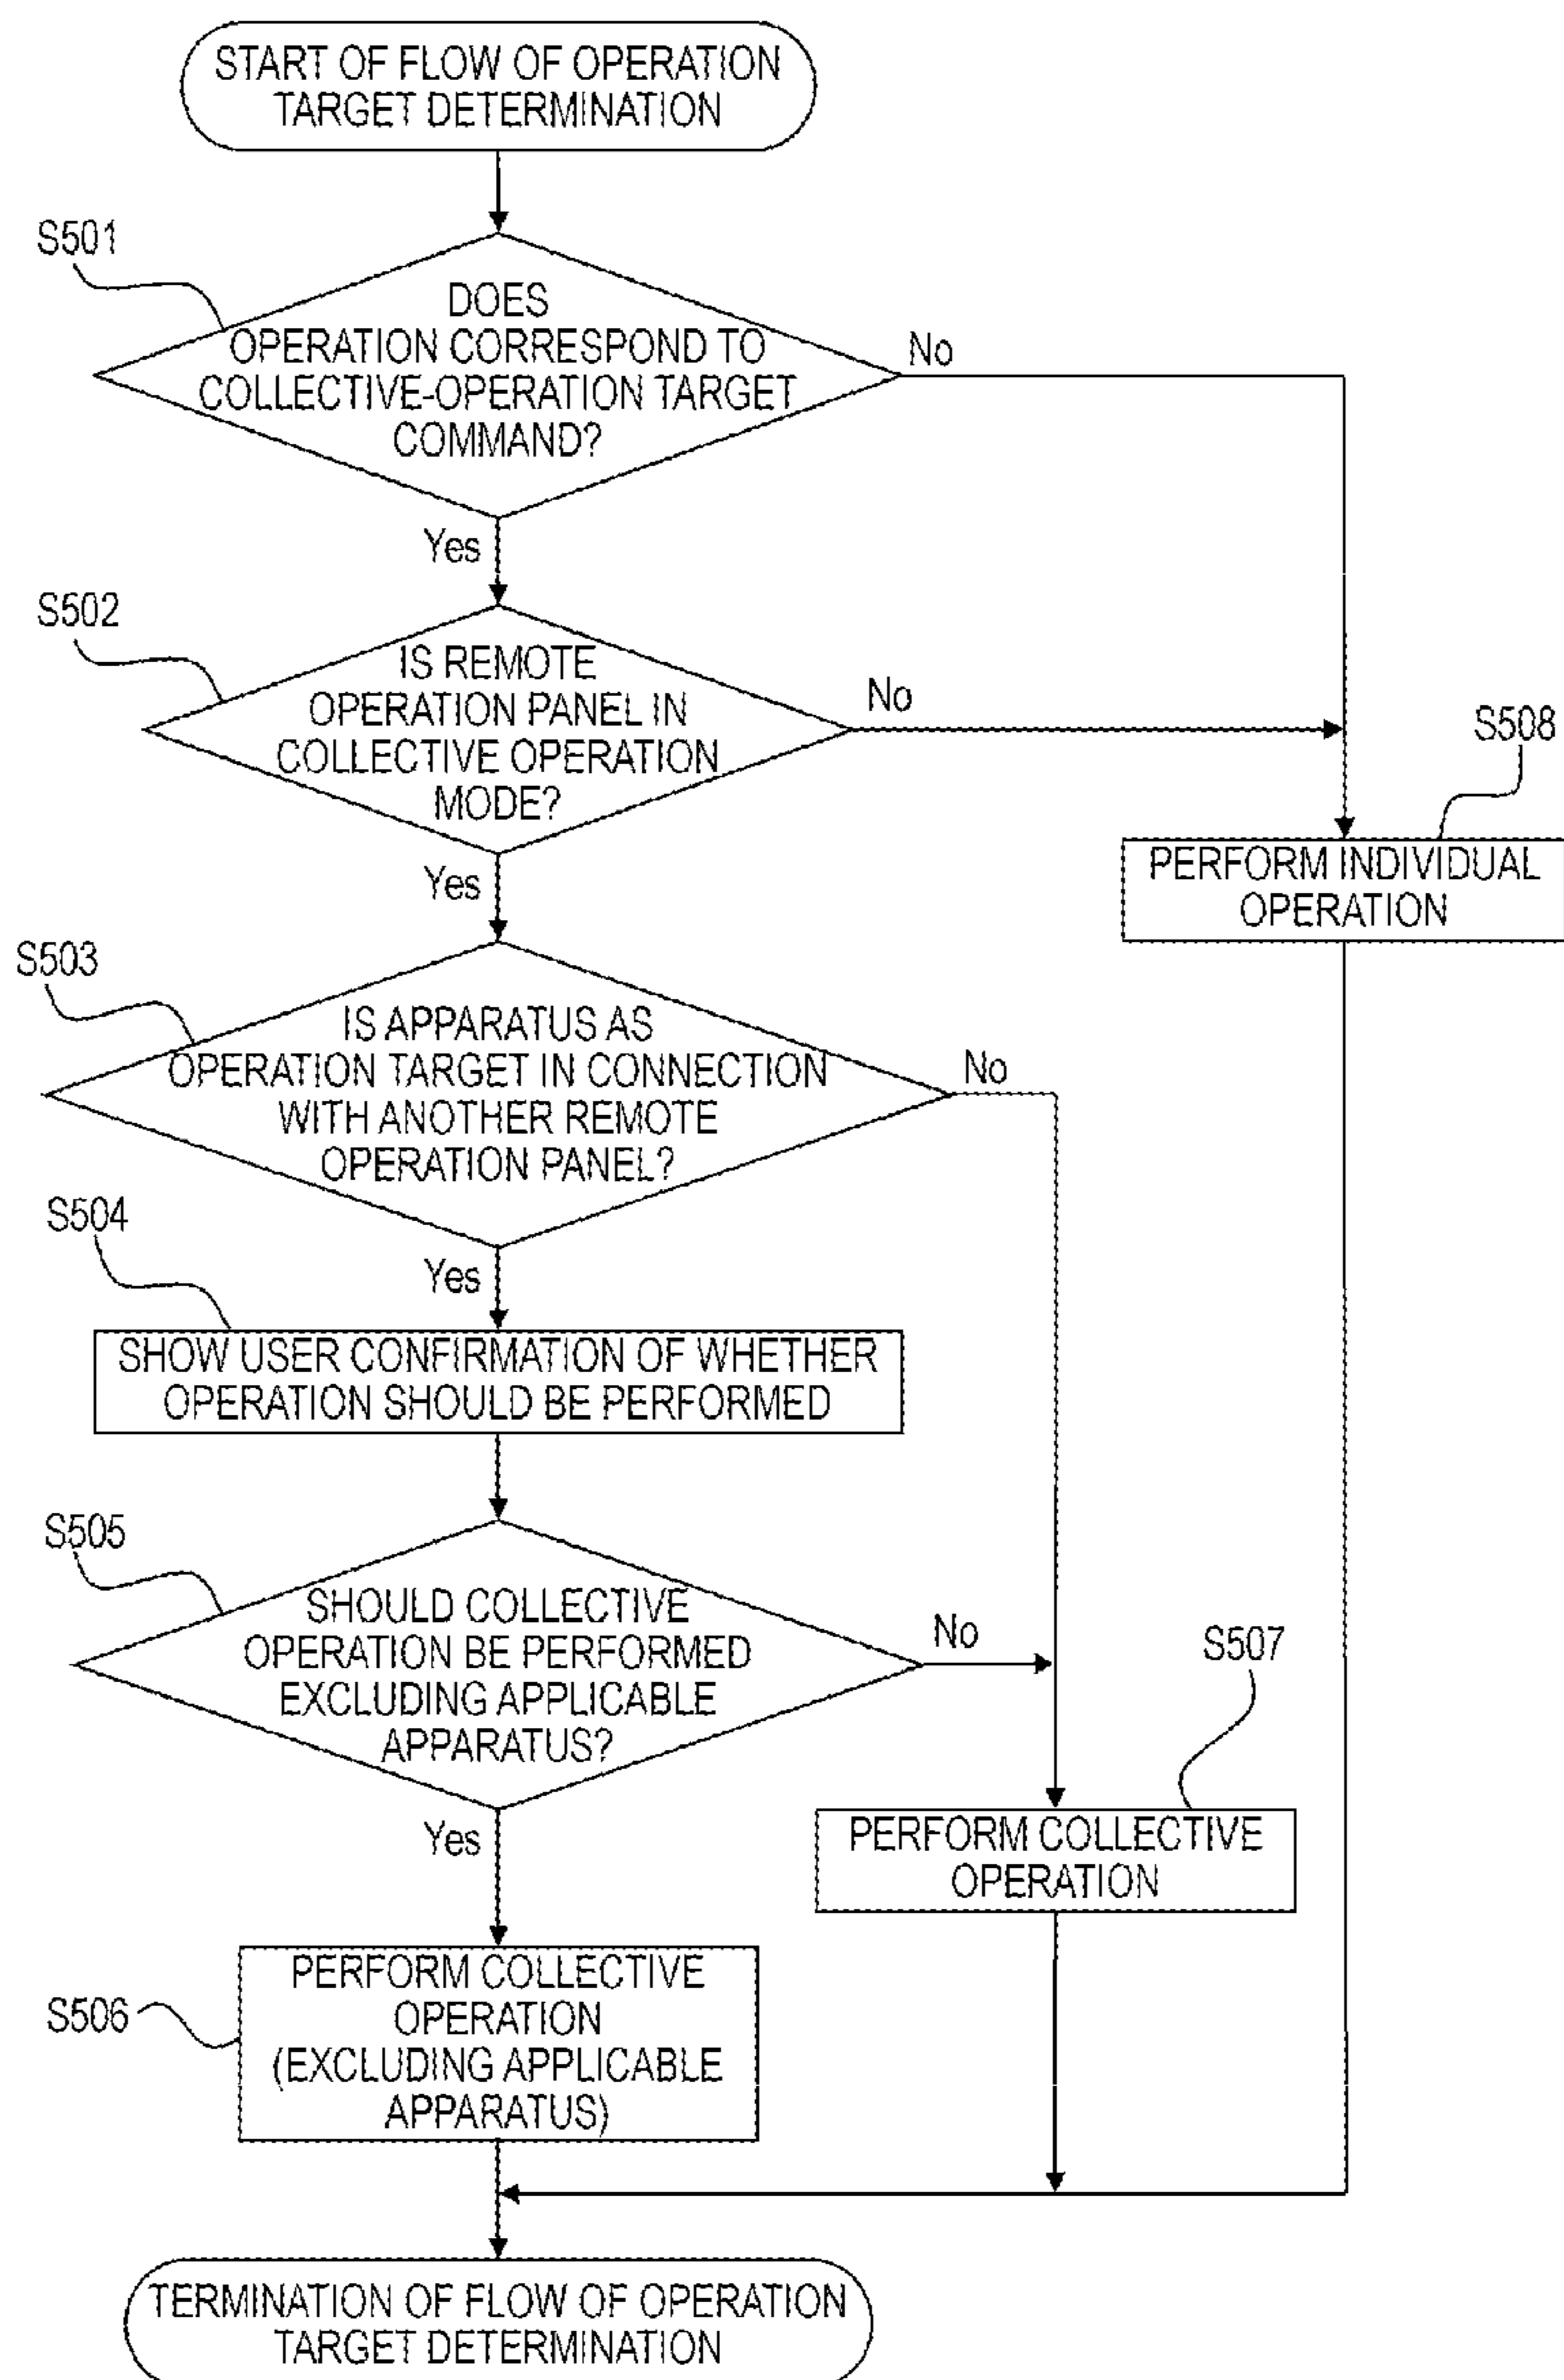 START OF FLOW OF OPERATION
TARGET DETERMINATION
S501
DOES
OPERATION CORRESPOND TO
COLLECTIVE-OPERATION TARGET
COMMAND?
No
Yes
S502
IS REMOTE
OPERATION PANEL IN
COLLECTIVE OPERATION
MODE?
No
Yes
S508
PERFORM INDIVIDUAL
OPERATION
S503
IS APPARATUS AS
OPERATION TARGET IN CONNECTION
WITH ANOTHER REMOTE
OPERATION PANEL?
No
Yes
S504
SHOW USER CONFIRMATION OF WHETHER
OPERATION SHOULD BE PERFORMED
S505
SHOULD COLLECTIVE
OPERATION BE PERFORMED
EXCLUDING APPLICABLE
APPARATUS?
No
Yes
S507
PERFORM COLLECTIVE
OPERATION
S506
PERFORM COLLECTIVE
OPERATION
(EXCLUDING APPLICABLE
APPARATUS)
TERMINATION OF FLOW OF OPERATION
TARGET DETERMINATION